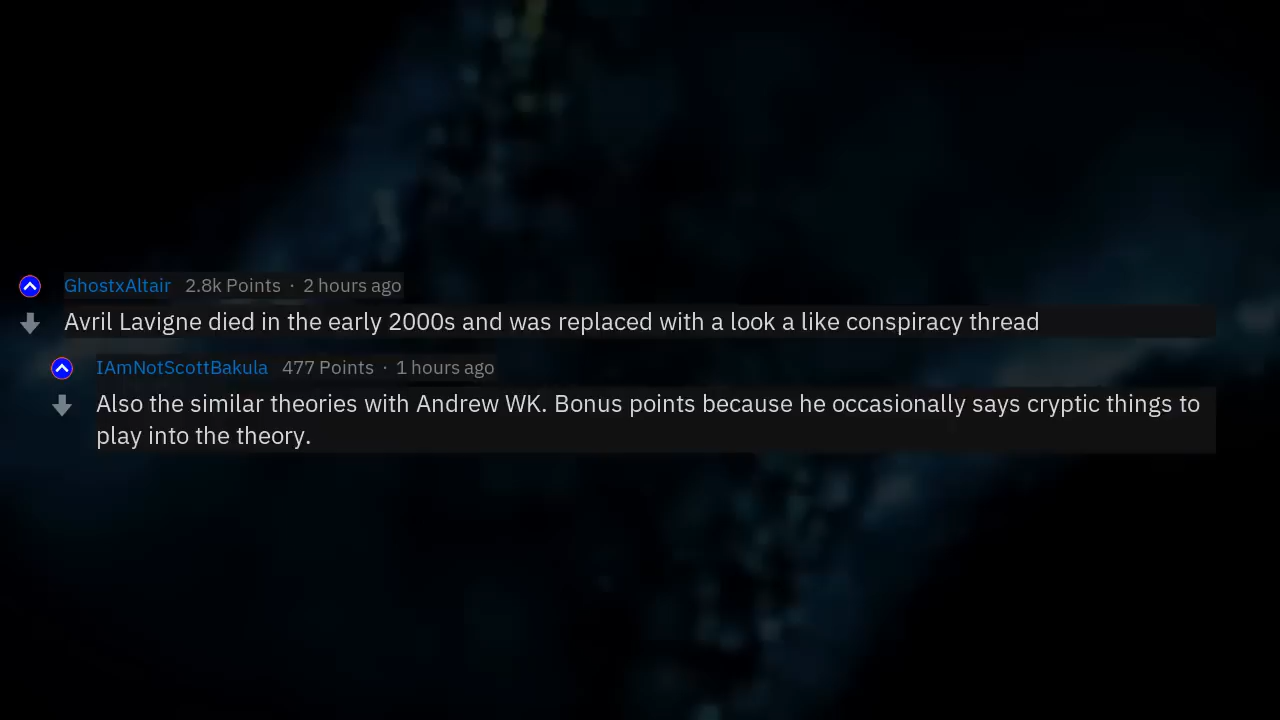 GhostxAltair 2.8k Points · 2 hours ago
Avril Lavigne died in the early 2000s and was replaced with a look a like conspiracy thread
IAmNotScottBakula 477 Points · 1 hours ago
Also the similar theories with Andrew WK. Bonus points because he occasionally says cryptic things to
play into the theory.